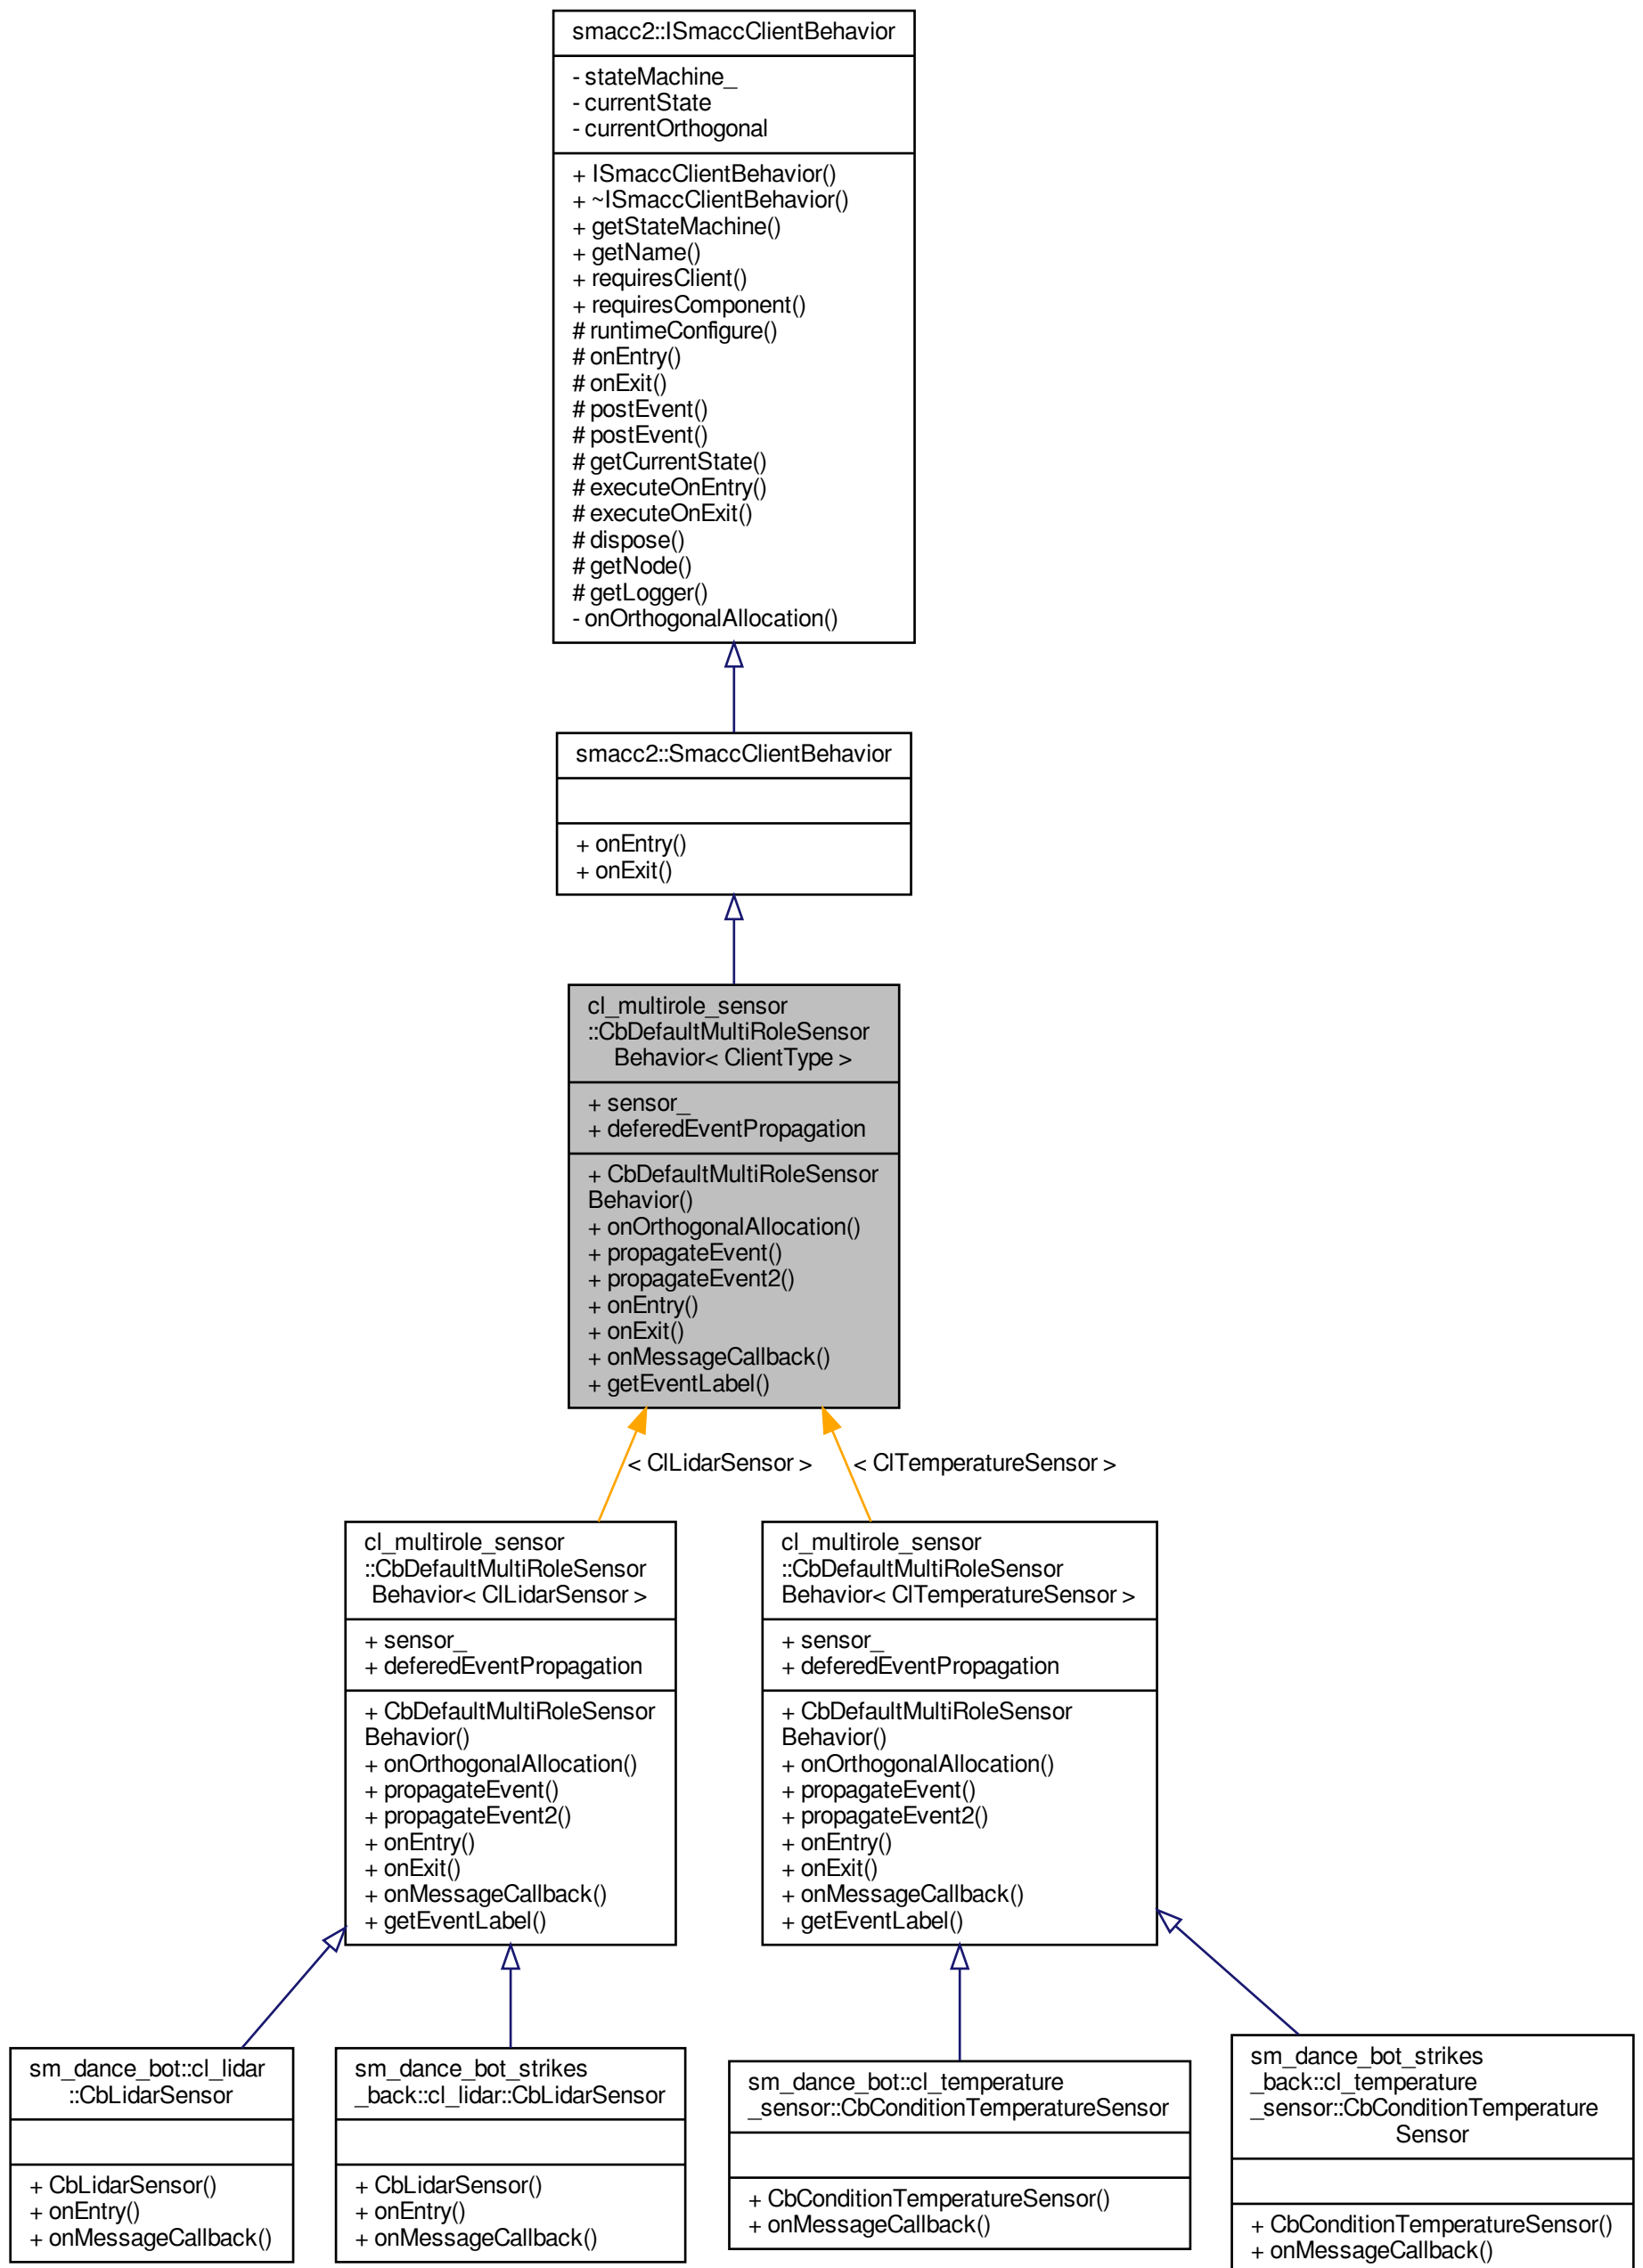 smacc2::ISmaccClientBehavior
- stateMachine_
- currentState
- currentOrthogonal
+ ISmaccClientBehavior()
+ ~ISmaccClientBehavior()
+ getStateMachine()
+ getName()
+ requiresClient()
+ requiresComponent()
# runtimeConfigure()
# onEntry()
# onExit()
# postEvent()
# postEvent()
# getCurrentState()
# executeOnEntry()
# executeOnExit()
# dispose()
# getNode()
# getLogger()
- onOrthogonalAllocation()
smacc2::SmaccClientBehavior
+ onEntry()
+ onExit()
cl_multirole_sensor
::CbDefaultMultiRoleSensor
Behavior< ClientType >
+ sensor_
+ deferedEventPropagation
+ CbDefaultMultiRoleSensor
Behavior()
+ onOrthogonalAllocation()
+ propagateEvent()
+ propagateEvent2()
+ onEntry()
+ onExit()
+ onMessageCallback()
+ getEventLabel()
< ClLidarSensor >
< ClTemperatureSensor >
cl_multirole_sensor
::CbDefaultMultiRoleSensor
Behavior< ClLidarSensor >
+ sensor_
+ deferedEventPropagation
+ CbDefaultMultiRoleSensor
Behavior()
+ onOrthogonalAllocation()
+ propagateEvent()
+ propagateEvent2()
+ onEntry()
+ onExit()
+ onMessageCallback()
+ getEventLabel()
cl_multirole_sensor
::CbDefaultMultiRoleSensor
Behavior< ClTemperatureSensor >
+ sensor_
+ deferedEventPropagation
+ CbDefaultMultiRoleSensor
Behavior()
+ onOrthogonalAllocation()
+ propagateEvent()
+ propagateEvent2()
+ onEntry()
+ onExit()
+ onMessageCallback()
+ getEventLabel()
sm_dance_bot::cl_lidar
::CbLidarSensor
+ CbLidarSensor()
+ onEntry()
+ onMessageCallback()
sm_dance_bot_strikes
_back::cl_lidar::CbLidarSensor
+ CbLidarSensor()
+ onEntry()
+ onMessageCallback()
sm_dance_bot::cl_temperature
_sensor::CbConditionTemperatureSensor
+ CbConditionTemperatureSensor()
+ onMessageCallback()
sm_dance_bot_strikes
_back::cl_temperature
_sensor::CbConditionTemperature
Sensor
+ CbConditionTemperatureSensor()
+ onMessageCallback()